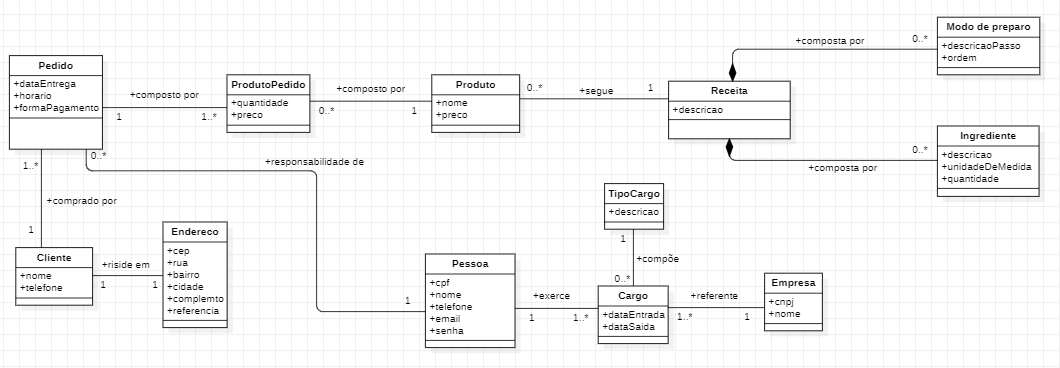 Modo de preparo
+descricaoPasso
+ordem
+composta por
0..*
Pedido
+dataEntrega
+horario
+formaPagamento
+composto por
1
1..*
ProdutoPedido
+quantidade
+preco
+composto por
0..*
1
Produto
+nome
+preco
0..*
+segue
1
Receita
+descricao
Ingrediente
+descricao
+unidadeDeMedida
+quantidade
0..*
+composta por
1..*
0..*
+responsabilidade de
1
+comprado por
1
Cliente
+nome
+telefone
+riside em
1
1
Endereco
+cep
+rua
+bairro
+cidade
+complemto
+referencia
TipoCargo
+descricao
1
+compõe
0..*
Pessoa
+cpf
+nome
+telefone
+email
+senha
+exerce
1
1..*
Cargo
+dataEntrada
+dataSaida
+referente
1..*
1
Empresa
+cnpj
+nome